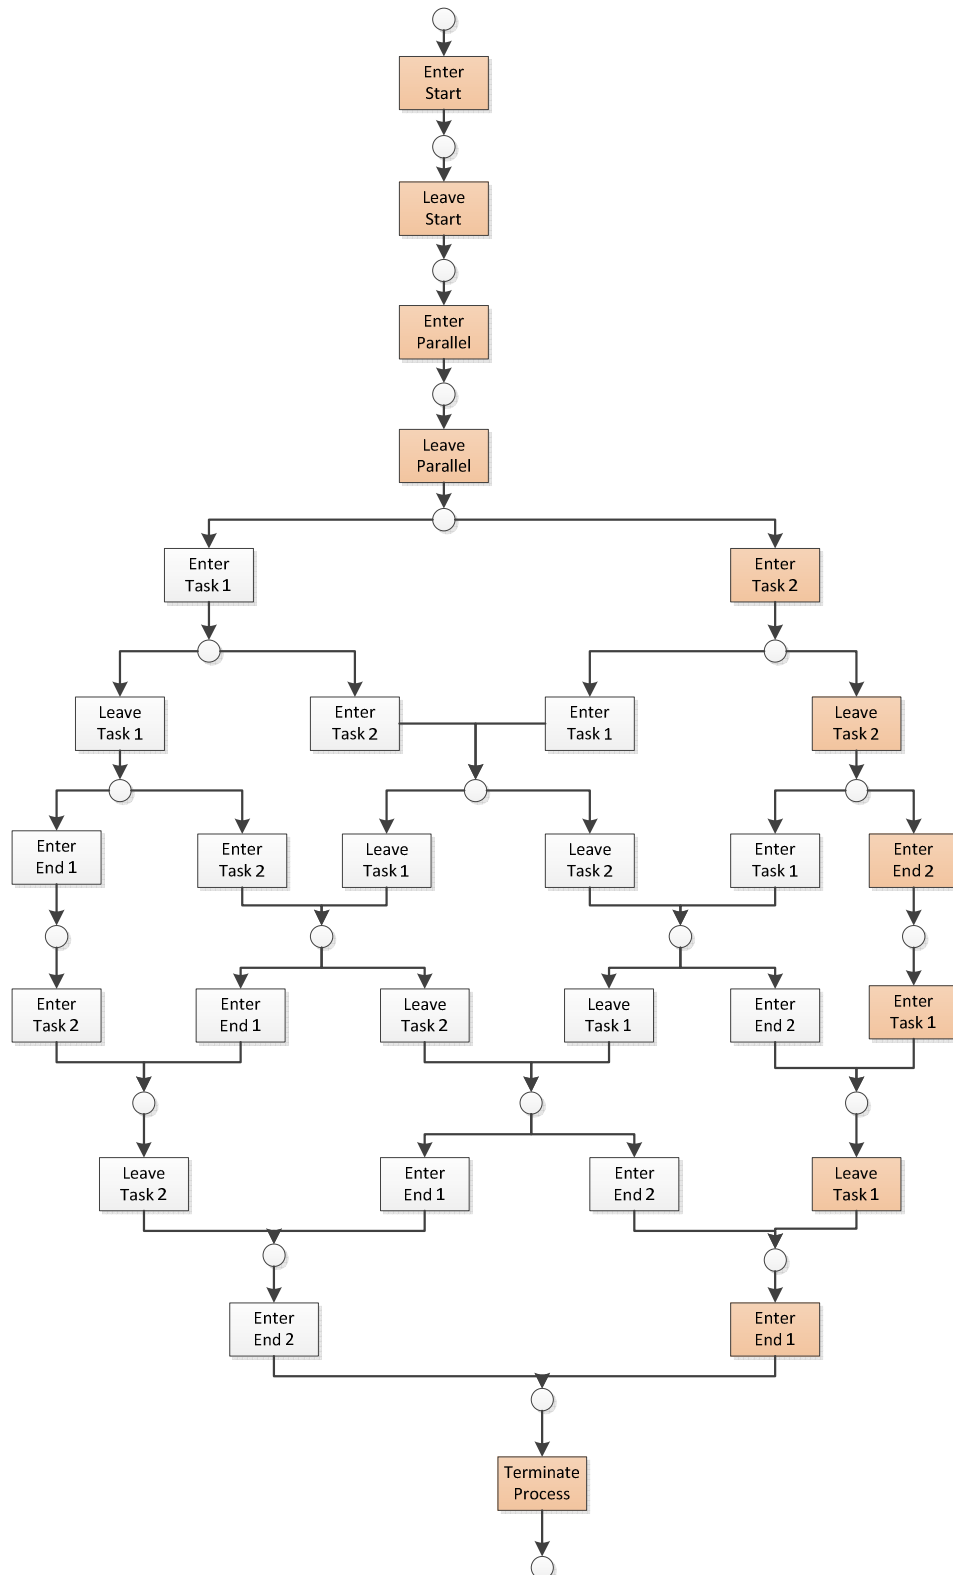 Enter
Start
Leave
Start
Enter
Parallel
Leave
Parallel
Enter
Task 1
Enter
Task 2
Leave
Task 1
Enter
Task 2
Enter
Task 1
Leave
Task 2
Enter
End 1
Enter
Task 2
Leave
Task 1
Leave
Task 2
Enter
Task 1
Enter
End 2
Enter
Task 2
Enter
End 1
Leave
Task 2
Leave
Task 1
Enter
End 2
Enter
Task 1
Leave
Task 2
Enter
End 1
Enter
End 2
Leave
Task 1
Enter
End 2
Enter
End 1
Terminate
Process